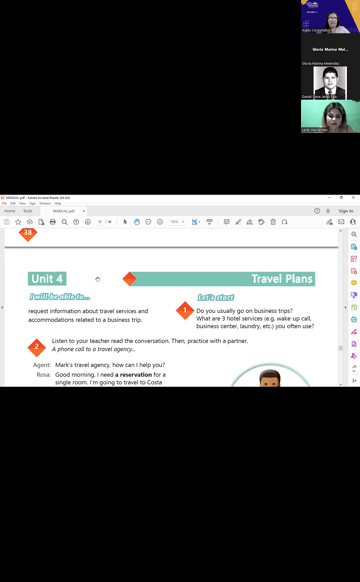 Gloria Marina Mel...
Gloria Marina Melendez
MANUAL.pdf - Adobe Acrobat Reader (64-bit)
File Edit View Sign Window Help
Home Tools MANUAL.pdf × Sign In
38
Unit 4
Travel Plans
I will be able to...
request information about travel services and
accommodations related to a business trip.
Let's start
1
Do you usually go on business trips?
What are 3 hotel services (e.g, wake-up call,
business center, laundry, etc.) you often use?
2
Listen to your teacher read the conversation. Then, practice with a partner.
A phone call to a travel agency...
Agent: Mark's travel agency, how can I help you?
Rosa: Good morning, I need a reservation for a
single room. I'm going to travel to Costa